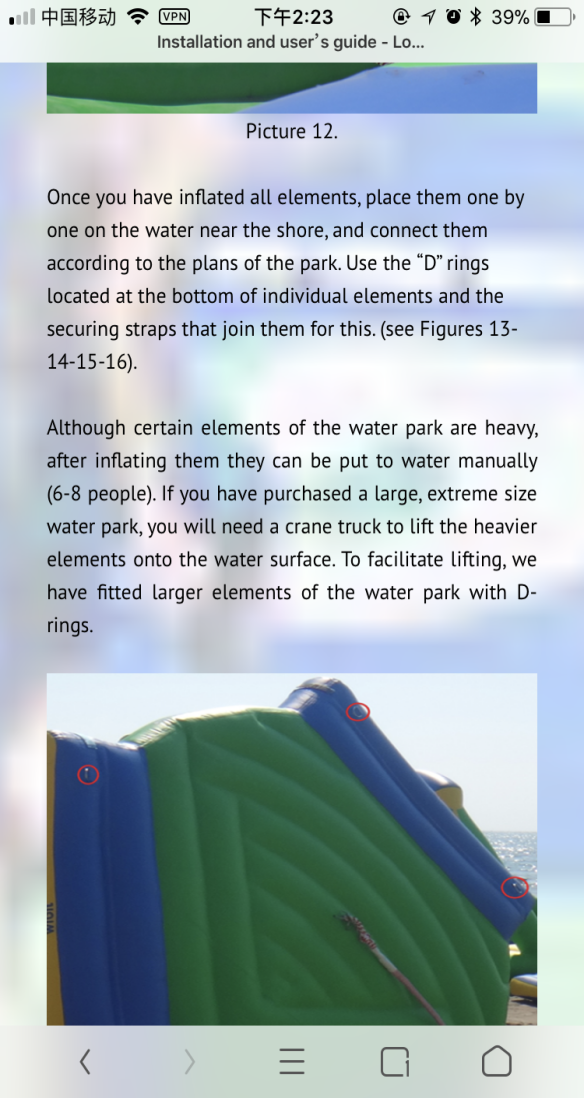 中国移动 VPN 下午2:23 39%
Installation and user's guide - Lo...
Picture 12.
Once you have inflated all elements, place them one by
one on the water near the shore, and connect them
according to the plans of the park. Use the “D” rings
located at the bottom of individual elements and the
securing straps that join them for this. (see Figures 13-
14-15-16).
Although certain elements of the water park are heavy,
after inflating them they can be put to water manually
(6-8 people). If you have purchased a large, extreme size
water park, you will need a crane truck to lift the heavier
elements onto the water surface. To facilitate lifting, we
have fitted larger elements of the water park with D-
rings.
1